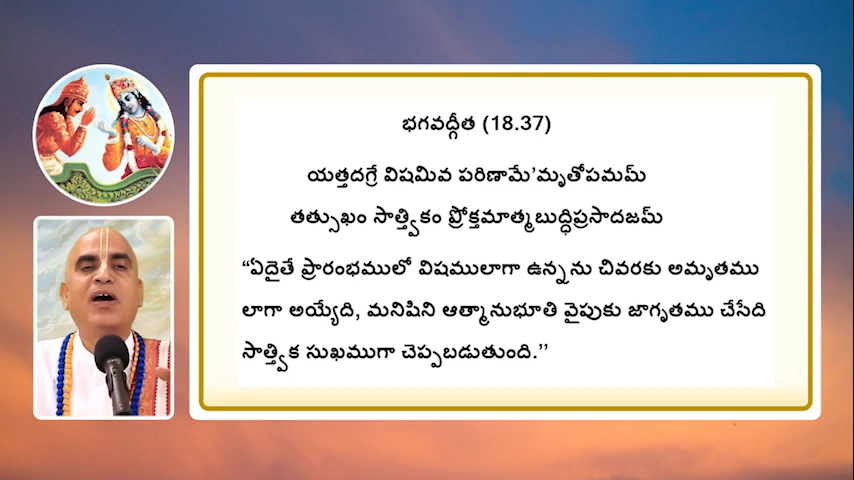 భగవద్గీత (18.37)
యత్తదగ్రే విషమివ పరిణామే’మృతోపమమ్
తత్సుఖం సాత్త్వికం ప్రోక్తమాత్మబుద్ధిప్రసాదజమ్
“ఏదైతే ప్రారంభములో విషములాగా ఉన్నను చివరకు అమృతము
లాగా అయ్యేది, మనిషిని ఆత్మానుభూతి వైపుకు జాగృతము చేసేది
సాత్త్విక సుఖముగా చెప్పబడుతుంది.’’